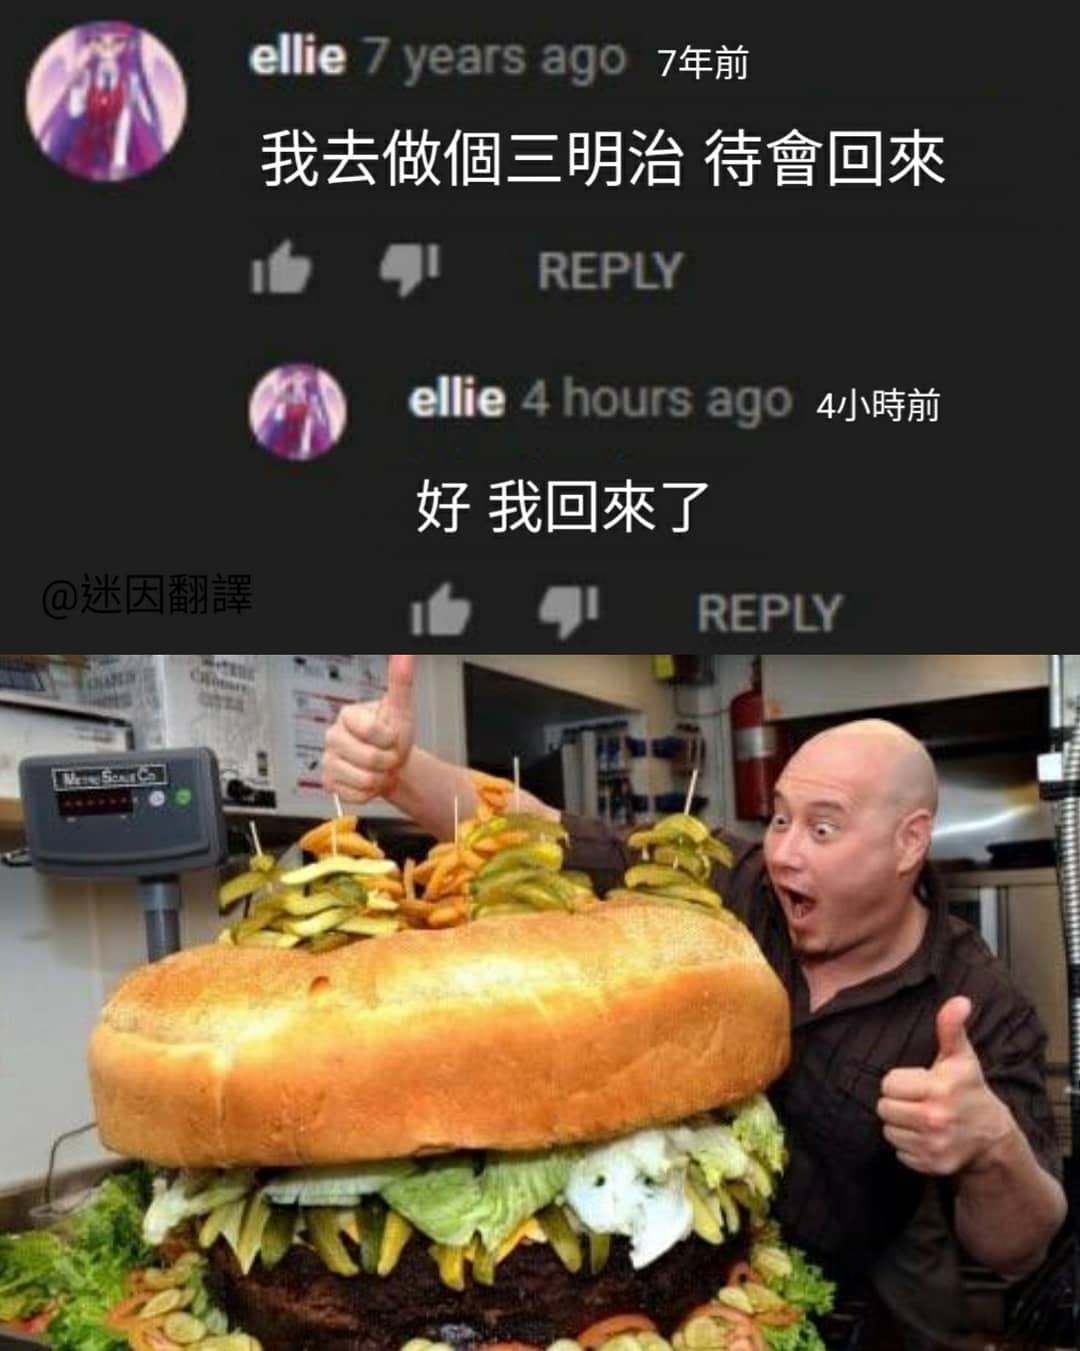 ellie 7 years ago 7年前
我去做個三明治 待會回來
REPLY
ellie 4 hours ago 4小時前
好 我回來了
@迷因翻譯
REPLY
METRO SCALE CO.